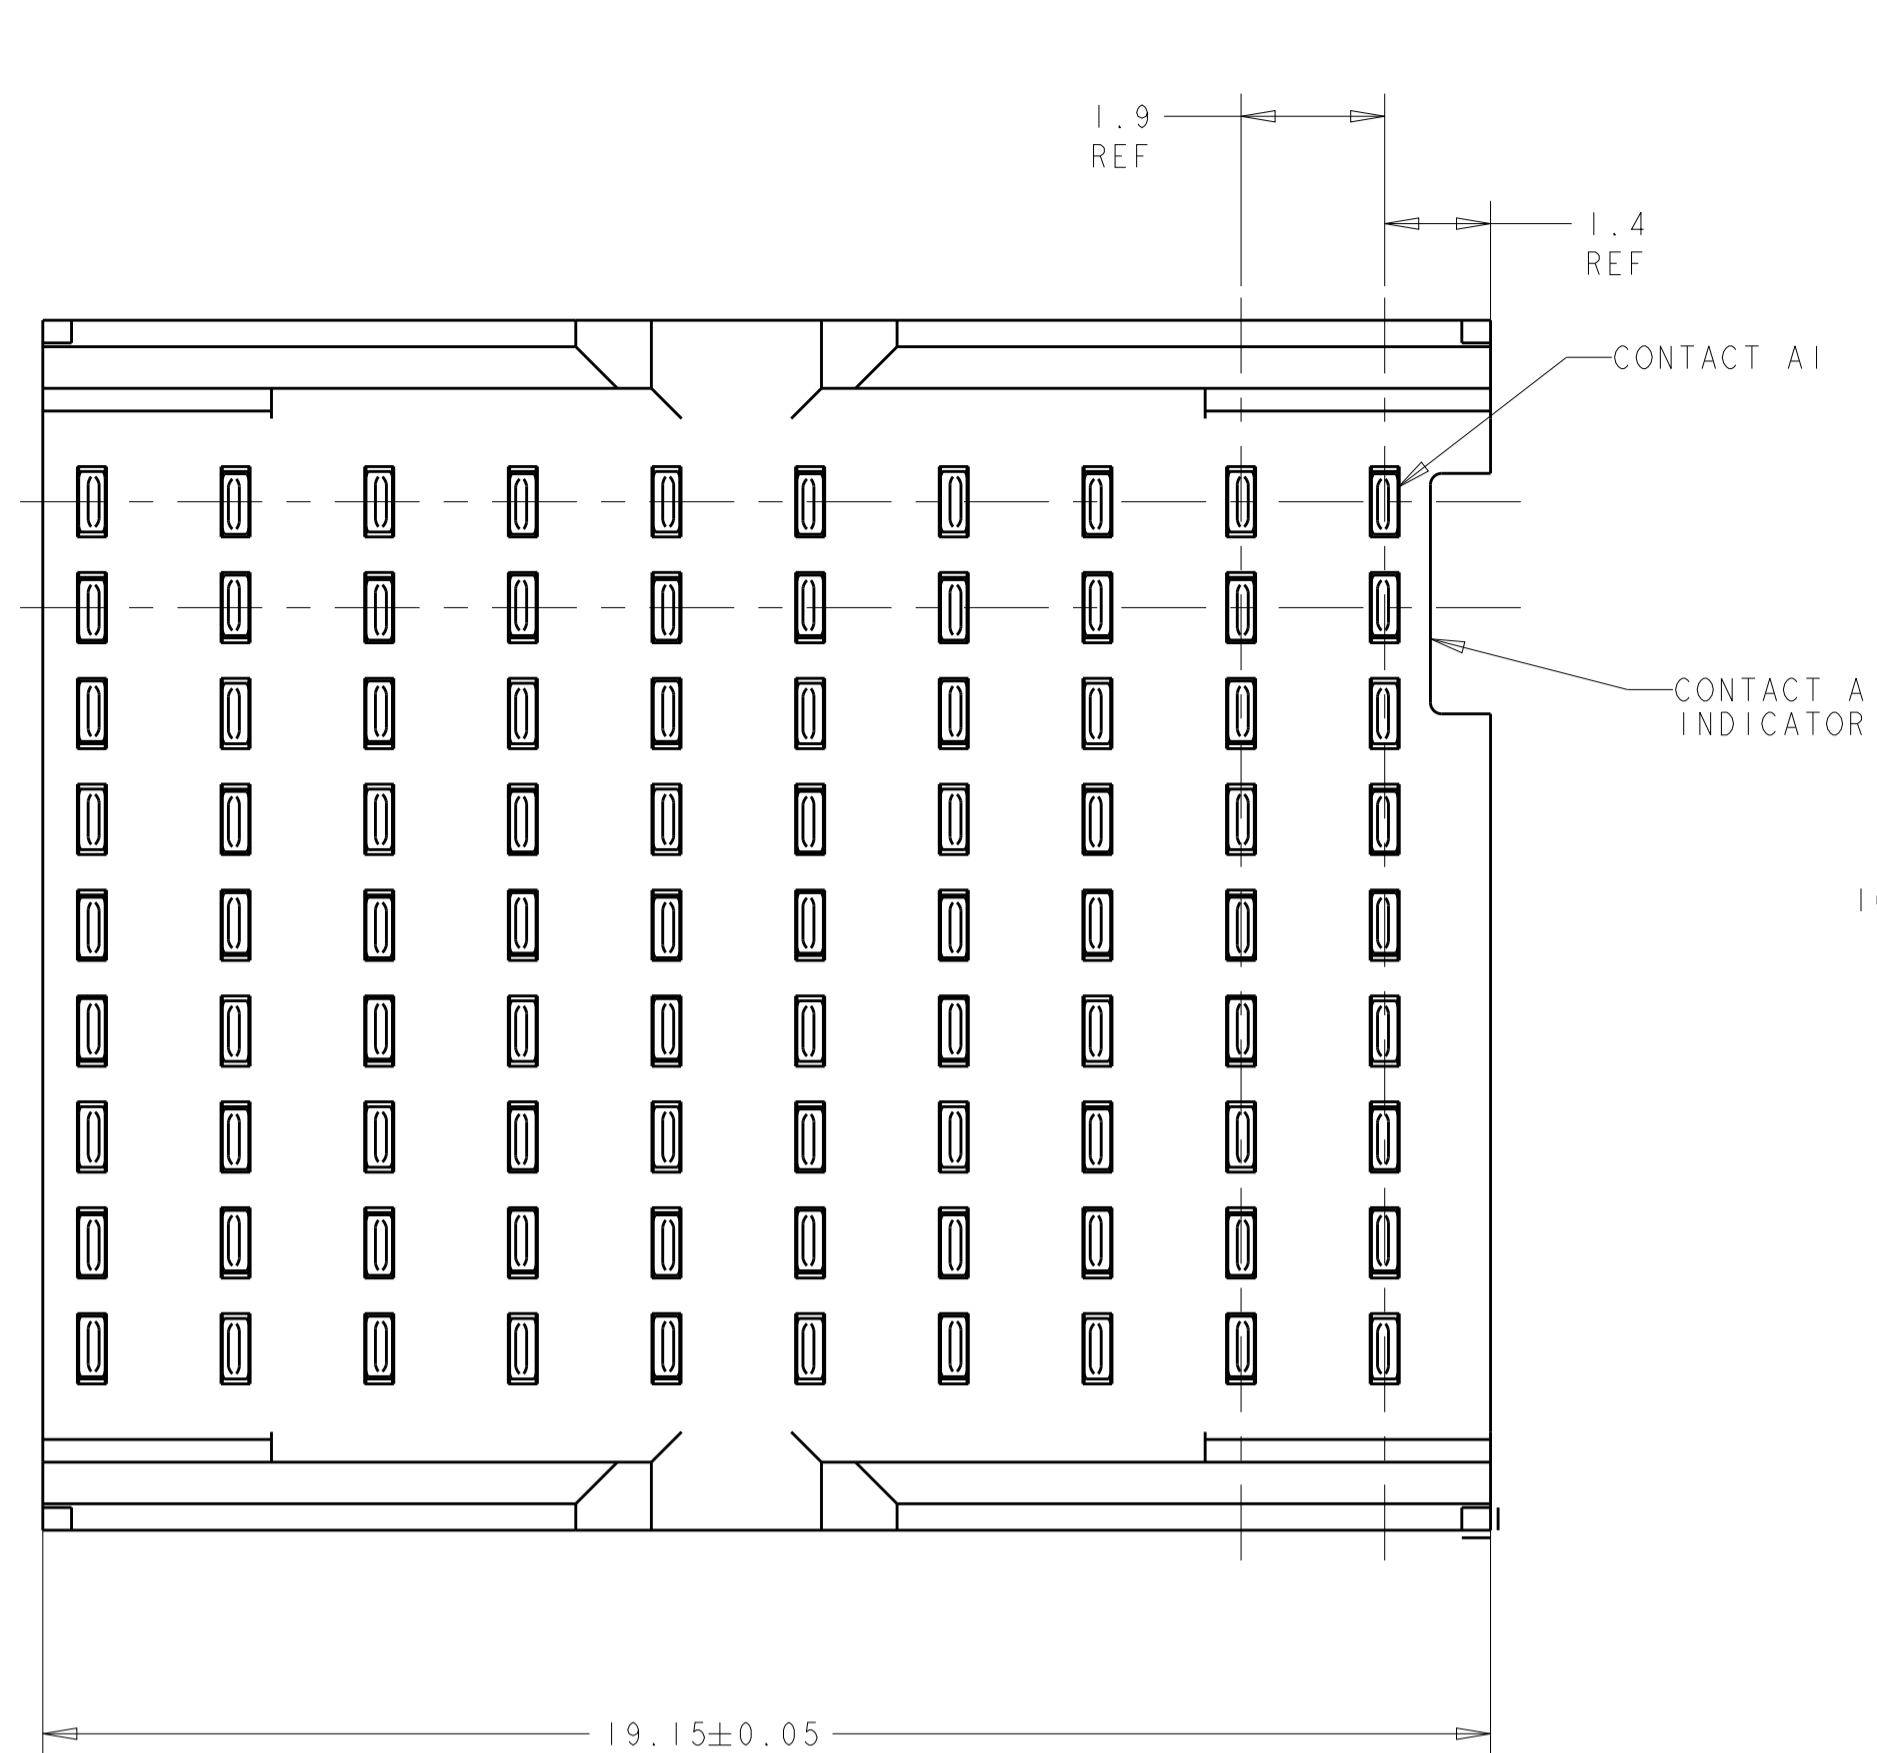 1.9
REF
1.4
REF
CONTACT A1
CONTACT A
INDICATOR
19.15±0.05